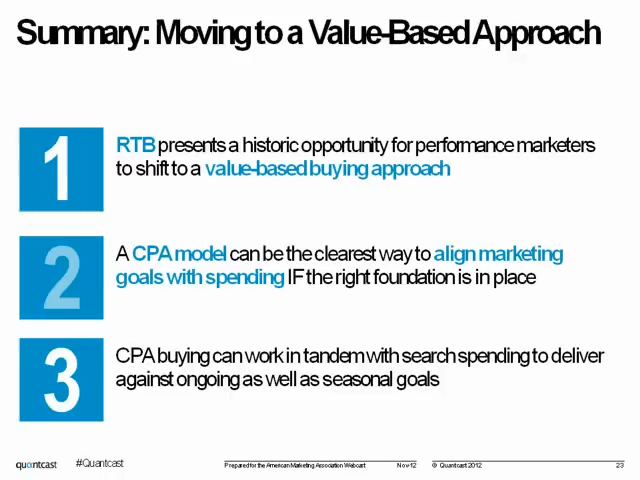 Summary: Moving to a Value-Based Approach
1
RTB presents a historic opportunity for performance marketers
to shift to a value-based buying approach
2
A CPA model can be the clearest way to align marketing
goals with spending IF the right foundation is in place
3
CPA buying can work in tandem with search spending to deliver
against ongoing as well as seasonal goals
quantcast #Quantcast Prepared for the American Marketing Association Webcast Nov-12 © Quantcast 2012 23